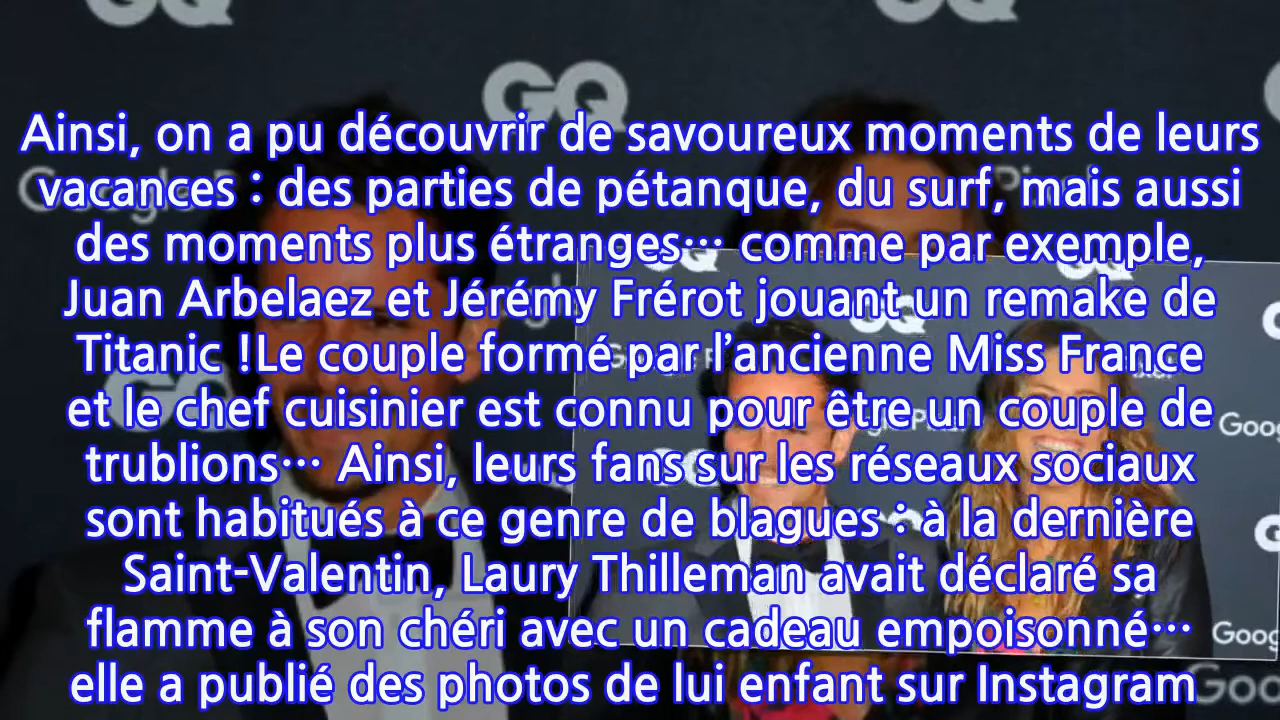 GQ
GQ
GQ
Ainsi, on a pu découvrir de savoureux moments de leurs
vacances : des parties de pétanque, du surf, mais aussi
des moments plus étranges… comme par exemple,
Juan Arbelaez et Jérémy Frérot jouant un remake de
Titanic !Le couple formé par l’ancienne Miss France
et le chef cuisinier est connu pour être un couple de
trublions… Ainsi, leurs fans sur les réseaux sociaux
sont habitués à ce genre de blagues : à la dernière
Saint-Valentin, Laury Thilleman avait déclaré sa
flamme à son chéri avec un cadeau empoisonné…
elle a publié des photos de lui enfant sur Instagram